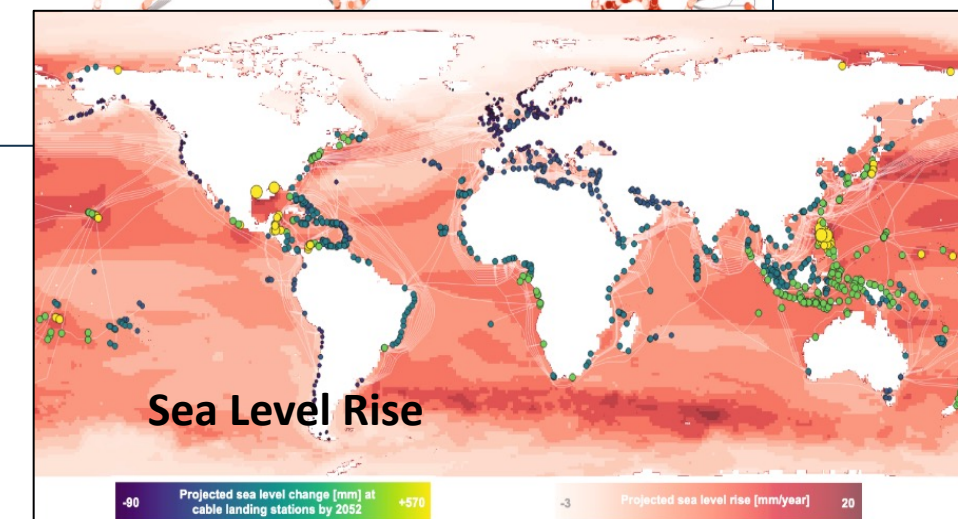 Sea Level Rise
-90
Projected sea level change [mm] at
cable landing stations by 2052
+570
-3
Projected sea level rise [mm/year]
20